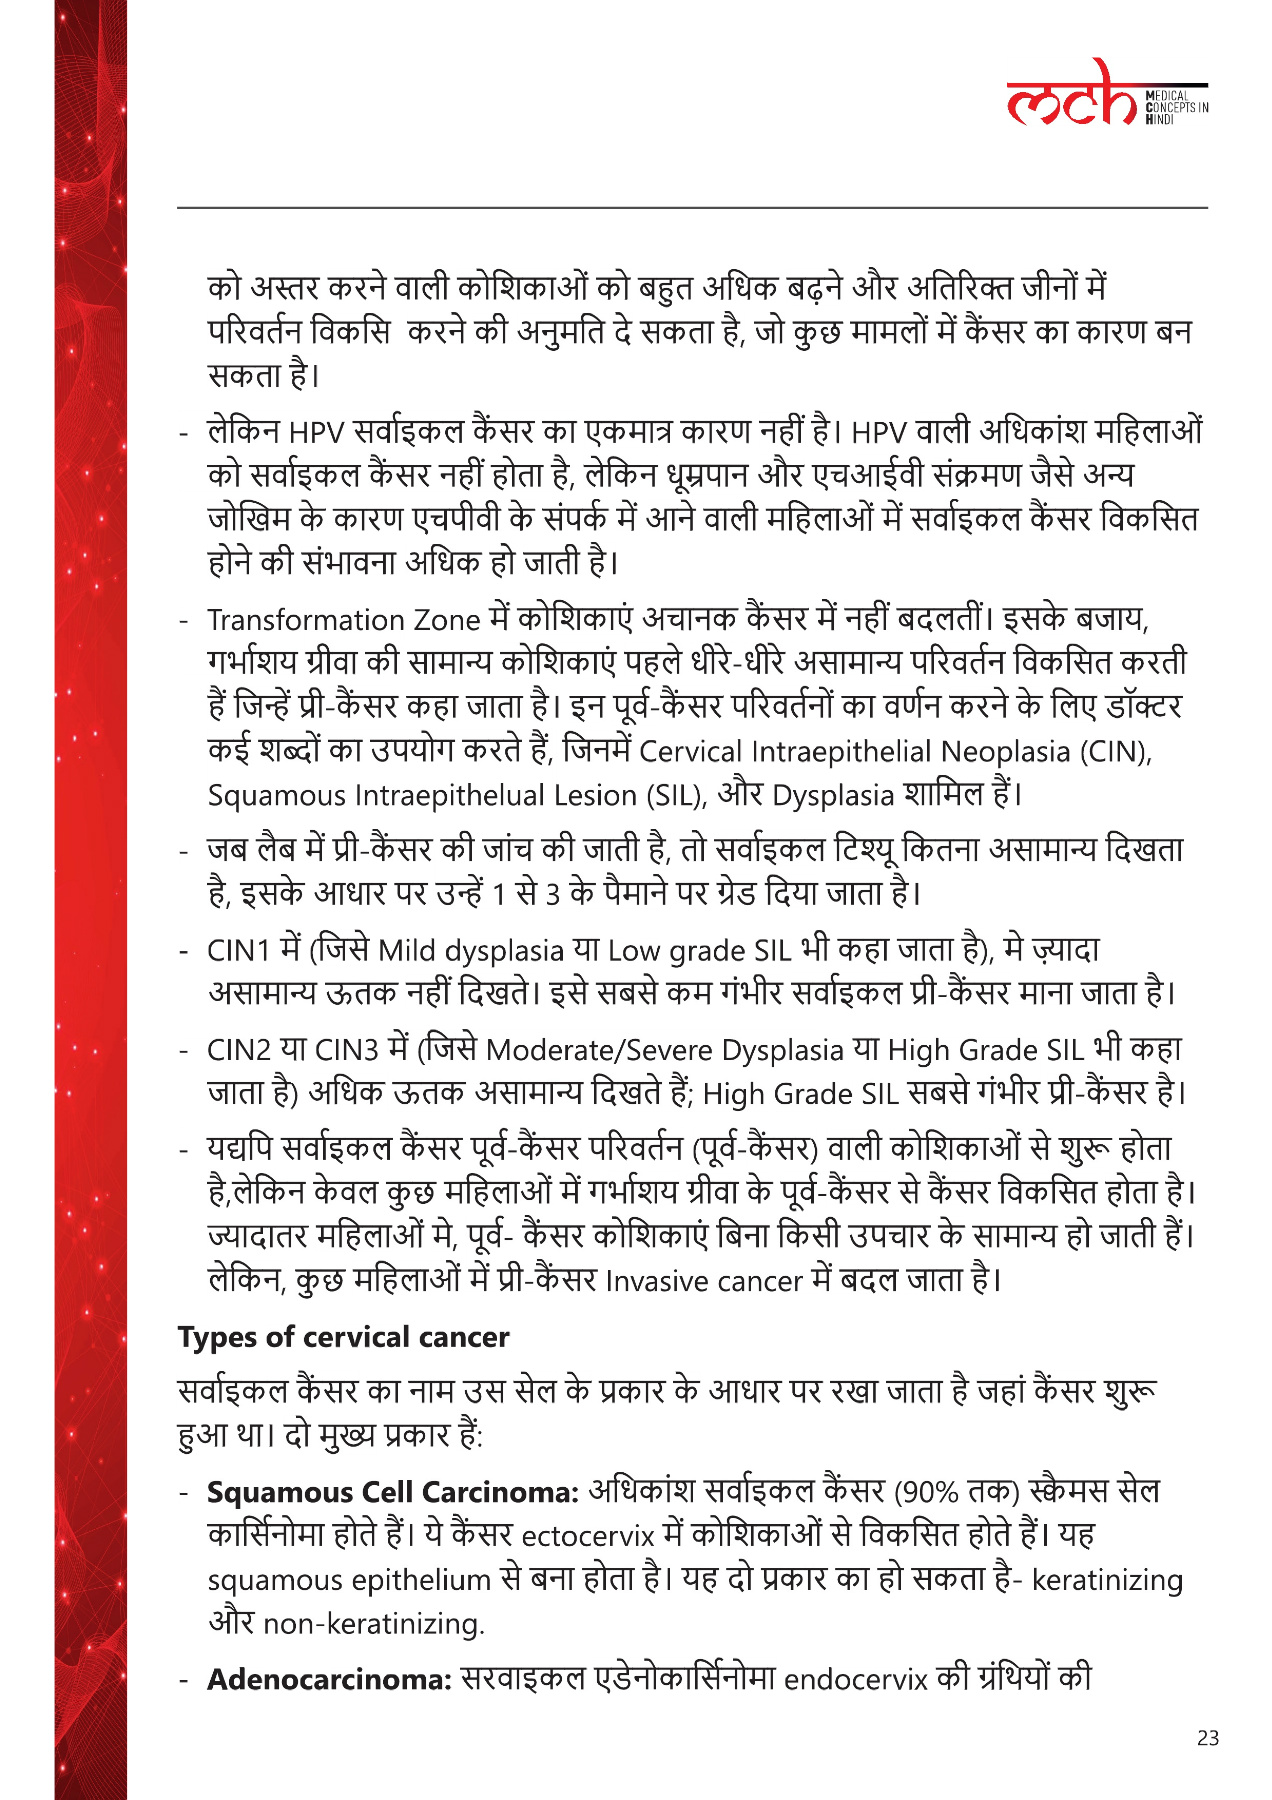 mch MEDICAL
CONCEPTS IN
HINDI
को अस्तर करने वाली कोशिकाओं को बहुत अधिक बढ़ने और अतिरिक्त जीनों में
परिवर्तन विकसि करने की अनुमति दे सकता है, जो कुछ मामलों में कैंसर का कारण बन
सकता है।
- लेकिन HPV सर्वाइकल कैंसर का एकमात्र कारण नहीं है। HPV वाली अधिकांश महिलाओं
को सर्वाइकल कैंसर नहीं होता है, लेकिन धूम्रपान और एचआईवी संक्रमण जैसे अन्य
जोखिम के कारण एचपीवी के संपर्क में आने वाली महिलाओं में सर्वाइकल कैंसर विकसित
होने की संभावना अधिक हो जाती है।
- Transformation Zone में कोशिकाएं अचानक कैंसर में नहीं बदलतीं। इसके बजाय,
गर्भाशय ग्रीवा की सामान्य कोशिकाएं पहले धीरे-धीरे असामान्य परिवर्तन विकसित करती
हैं जिन्हें प्री-कैंसर कहा जाता है। इन पूर्व-कैंसर परिवर्तनों का वर्णन करने के लिए डॉक्टर
कई शब्दों का उपयोग करते हैं, जिनमें Cervical Intraepithelial Neoplasia (CIN),
Squamous Intraepithelual Lesion (SIL), और Dysplasia शामिल हैं।
- जब लैब में प्री-कैंसर की जांच की जाती है, तो सर्वाइकल टिश्यू कितना असामान्य दिखता
है, इसके आधार पर उन्हें 1 से 3 के पैमाने पर ग्रेड दिया जाता है।
- CIN1 में (जिसे Mild dysplasia या Low grade SIL भी कहा जाता है), मे ज़्यादा
असामान्य ऊतक नहीं दिखते। इसे सबसे कम गंभीर सर्वाइकल प्री-कैंसर माना जाता है।
- CIN2 या CIN3 में (जिसे Moderate/Severe Dysplasia या High Grade SIL भी कहा
जाता है) अधिक ऊतक असामान्य दिखते हैं; High Grade SIL सबसे गंभीर प्री-कैंसर है।
- यद्यपि सर्वाइकल कैंसर पूर्व-कैंसर परिवर्तन (पूर्व-कैंसर) वाली कोशिकाओं से शुरू होता
है,लेकिन केवल कुछ महिलाओं में गर्भाशय ग्रीवा के पूर्व-कैंसर से कैंसर विकसित होता है।
ज्यादातर महिलाओं मे, पूर्व- कैंसर कोशिकाएं बिना किसी उपचार के सामान्य हो जाती हैं।
लेकिन, कुछ महिलाओं में प्री-कैंसर Invasive cancer में बदल जाता है।
Types of cervical cancer
सर्वाइकल कैंसर का नाम उस सेल के प्रकार के आधार पर रखा जाता है जहां कैंसर शुरू
हुआ था। दो मुख्य प्रकार हैं:
- Squamous Cell Carcinoma: अधिकांश सर्वाइकल कैंसर (90% तक) स्कैमस सेल
कार्सिनोमा होते हैं। ये कैंसर ectocervix में कोशिकाओं से विकसित होते हैं। यह
squamous epithelium से बना होता है। यह दो प्रकार का हो सकता है- keratinizing
और non-keratinizing.
- Adenocarcinoma: सरवाइकल एडेनोकार्सिनोमा endocervix की ग्रंथियों की
23